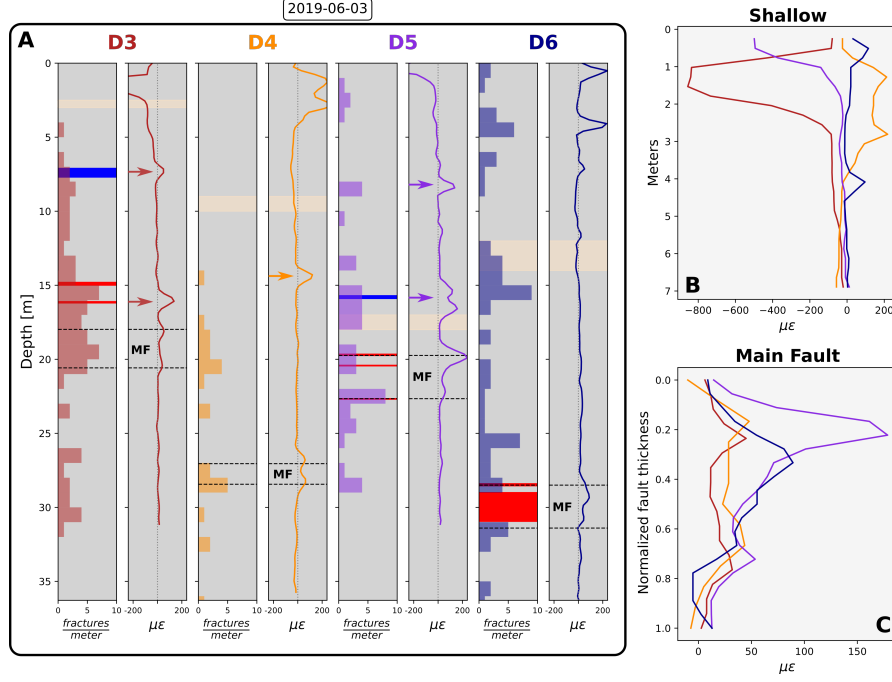 2019-06-03
A
D3 D4 D5 D6
0
5
10
15
20
25
30
35
Depth [m]
MF MF MF MF
0 5 10 -200 200 0 5 10 -200 200 0 5 10 -200 200 0 5 10 -200 200
fractures με fractures με fractures με fractures με
meter meter meter meter
Shallow
0
1
2
3
4
5
6
7
Meters
B
−800 −600 −400 −200 0 200
με
Main Fault
0.0
0.2
0.4
0.6
0.8
1.0
Normalized fault thickness
C
0 50 100 150
με